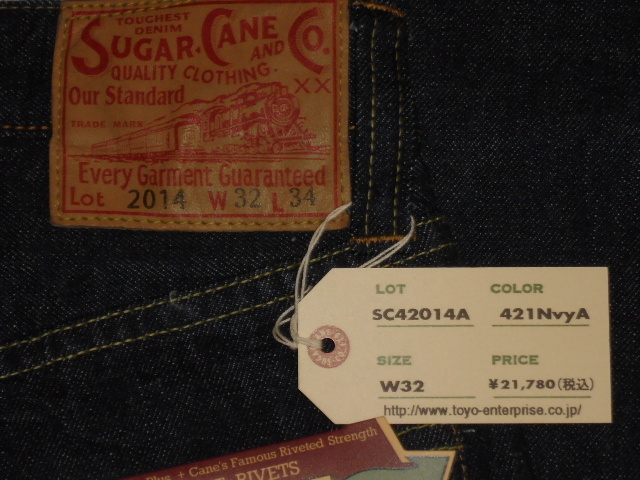 TOUGHEST
DENIM
SUGAR CANE AND CO.
QUALITY CLOTHING.
Our Standard XX
TRADE MARK
Every Garment Guaranteed
Lot 2014 W 32 L 34
LOT COLOR
SC42014A 421NvyA
SIZE PRICE
W32 ¥21,780(税込)
http://www.toyo-enterprise.co.jp/
Plus + Cane's Famous Riveted Strength
RIVETS